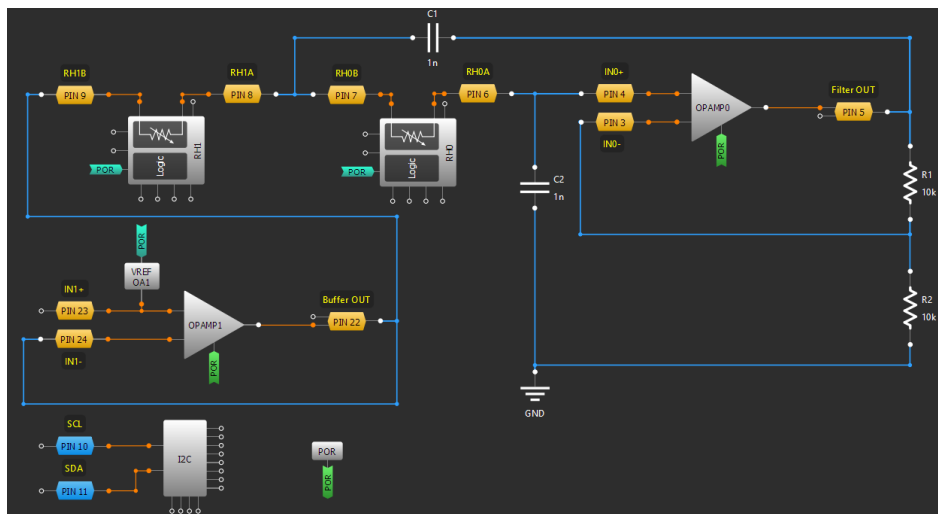 C1
1n
RH1B
PIN 9
RH1A
PIN 8
RH0B
PIN 7
RH0A
PIN 6
IN0+
PIN 4
PIN 3
IN0-
OPAMP0
POR
Filter OUT
PIN 5
Logic
RH1
POR
Logic
RH0
POR
C2
1n
R1
10k
R2
10k
POR
VREF
OA1
IN1+
PIN 23
PIN 24
IN1-
OPAMP1
POR
Buffer OUT
PIN 22
GND
SCL
PIN 10
SDA
PIN 11
I2C
POR
POR